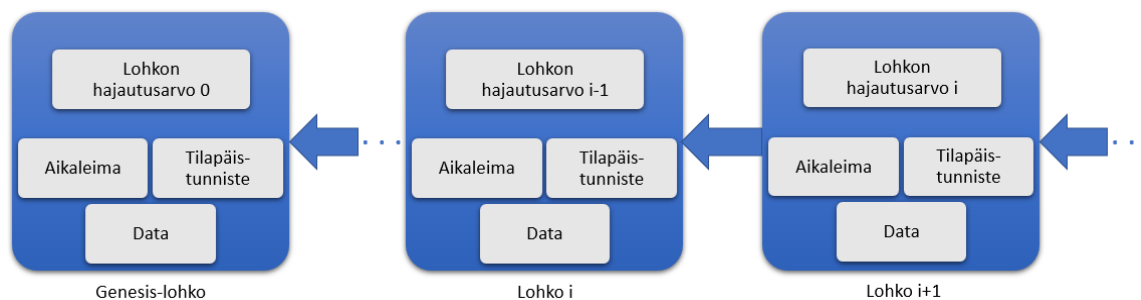 Lohkon
hajautusarvo 0
Aikaleima
Tilapäis-
tunniste
Data
Genesis-lohko
Lohkon
hajautusarvo i-1
Aikaleima
Tilapäis-
tunniste
Data
Lohko i
Lohkon
hajautusarvo i
Aikaleima
Tilapäis-
tunniste
Data
Lohko i+1